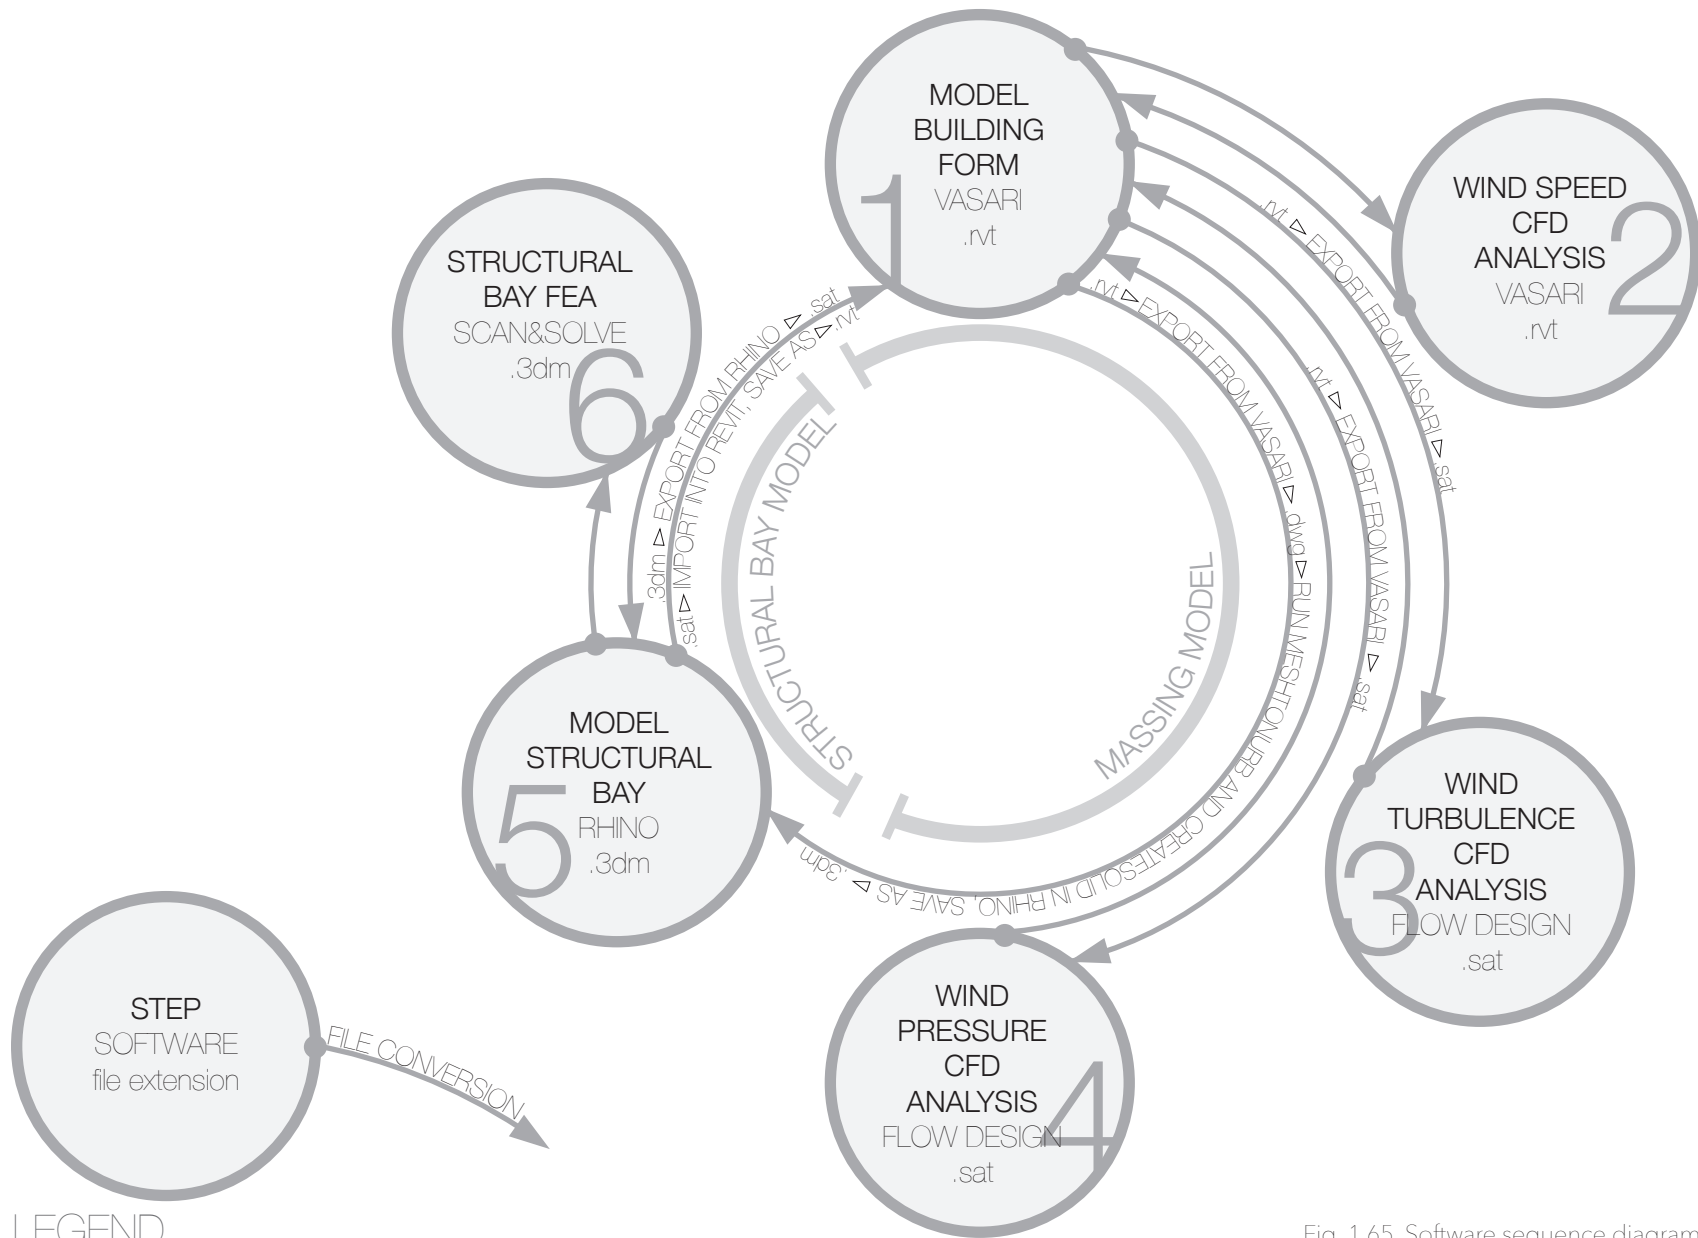 MODEL
BUILDING
FORM
VASARI
.rvt
1
WIND SPEED
CFD
ANALYSIS
VASARI
.rvt
2
WIND
TURBULENCE
CFD
ANALYSIS
FLOW DESIGN
.sat
3
WIND
PRESSURE
CFD
ANALYSIS
FLOW DESIGN
.sat
4
MODEL
STRUCTURAL
BAY
RHINO
.3dm
5
STRUCTURAL
BAY FEA
SCAN&SOLVE
.3dm
6
.rvt ▷ EXPORT FROM VASARI ▷ .sat
.rvt ▷ EXPORT FROM VASARI ▷ .sat
.rvt ▷ EXPORT FROM VASARI ▷ .dwg ▷ RUN MESHTONURB AND CREATESOLID IN RHINO, SAVE AS ▷ .3dm
.3dm ▷ EXPORT FROM RHINO ▷ .sat
.sat ▷ IMPORT INTO REVIT, SAVE AS ▷ .rvt
STRUCTURAL BAY MODEL
MASSING MODEL
STEP
SOFTWARE
file extension
FILE CONVERSION
LEGEND
Fig. 1.65 Software sequence diagram